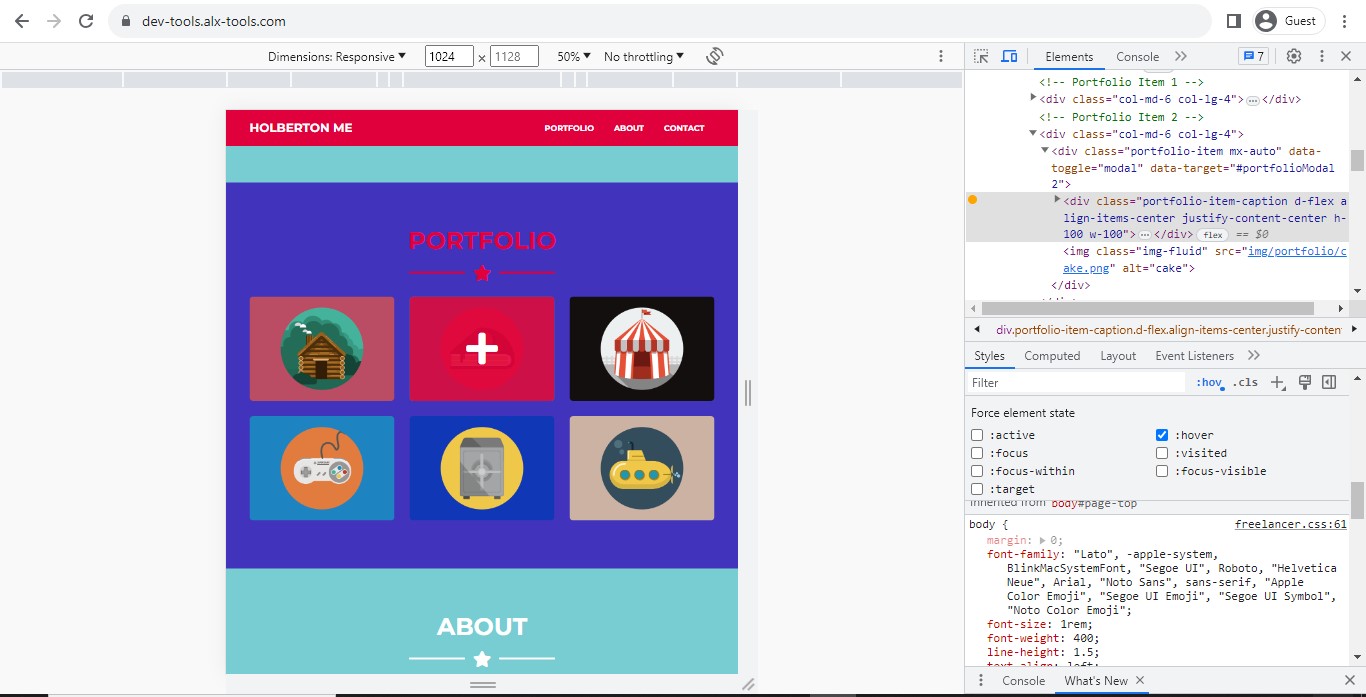 dev-tools.alx-tools.com
Guest
Dimensions: Responsive ▼ 1024 × 1128 50% ▼ No throttling ▼
HOLBERTON ME
PORTFOLIO ABOUT CONTACT
PORTFOLIO
ABOUT
Elements Console 7
<!-- Portfolio Item 1 -->
▶<div class="col-md-6 col-lg-4">…</div>
<!-- Portfolio Item 2 -->
▼<div class="col-md-6 col-lg-4">
▼<div class="portfolio-item mx-auto" data-
toggle="modal" data-target="#portfolioModal
2">
▶<div class="portfolio-item-caption d-flex a
lign-items-center justify-content-center h-
100 w-100">…</div> flex == $0
<img class="img-fluid" src="img/portfolio/c
ake.png" alt="cake">
</div>
div.portfolio-item-caption.d-flex.align-items-center.justify-conten
Styles Computed Layout Event Listeners
Filter :hov .cls
Force element state
:active :hover
:focus :visited
:focus-within :focus-visible
:target
Inherited from body#page-top
body { freelancer.css:61
margin: ▶ 0;
font-family: "Lato", -apple-system,
BlinkMacSystemFont, "Segoe UI", Roboto, "Helvetica
Neue", Arial, "Noto Sans", sans-serif, "Apple
Color Emoji", "Segoe UI Emoji", "Segoe UI Symbol",
"Noto Color Emoji";
font-size: 1rem;
font-weight: 400;
line-height: 1.5;
text-align: left;
Console What's New